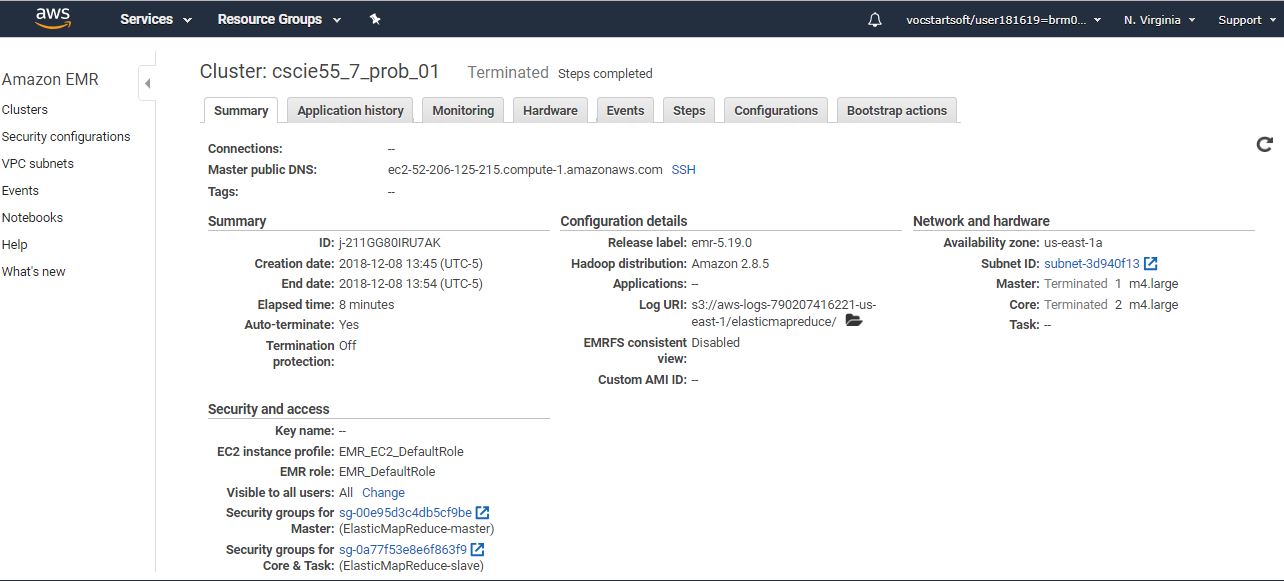 aws Services Resource Groups vocstartsoft/user181619=brm0... N. Virginia Support
Amazon EMR
Clusters
Security configurations
VPC subnets
Events
Notebooks
Help
What's new
Cluster: cscie55_7_prob_01 Terminated Steps completed
Summary Application history Monitoring Hardware Events Steps Configurations Bootstrap actions
Connections: --
Master public DNS: ec2-52-206-125-215.compute-1.amazonaws.com SSH
Tags: --
Summary
ID: j-211GG80IRU7AK
Creation date: 2018-12-08 13:45 (UTC-5)
End date: 2018-12-08 13:54 (UTC-5)
Elapsed time: 8 minutes
Auto-terminate: Yes
Termination Off
protection:
Configuration details
Release label: emr-5.19.0
Hadoop distribution: Amazon 2.8.5
Applications: --
Log URI: s3://aws-logs-790207416221-us-
east-1/elasticmapreduce/
EMRFS consistent Disabled
view:
Custom AMI ID: --
Network and hardware
Availability zone: us-east-1a
Subnet ID: subnet-3d940f13
Master: Terminated 1 m4.large
Core: Terminated 2 m4.large
Task: --
Security and access
Key name: --
EC2 instance profile: EMR_EC2_DefaultRole
EMR role: EMR_DefaultRole
Visible to all users: All Change
Security groups for sg-00e95d3c4db5cf9be
Master: (ElasticMapReduce-master)
Security groups for sg-0a77f53e8e6f863f9
Core & Task: (ElasticMapReduce-slave)